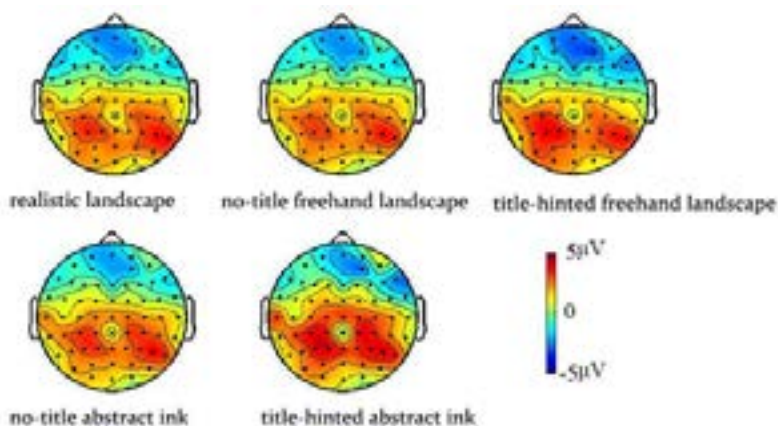 realistic landscape
no-title freehand landscape
title-hinted freehand landscape
5μV
0
-5μV
no-title abstract ink
title-hinted abstract ink